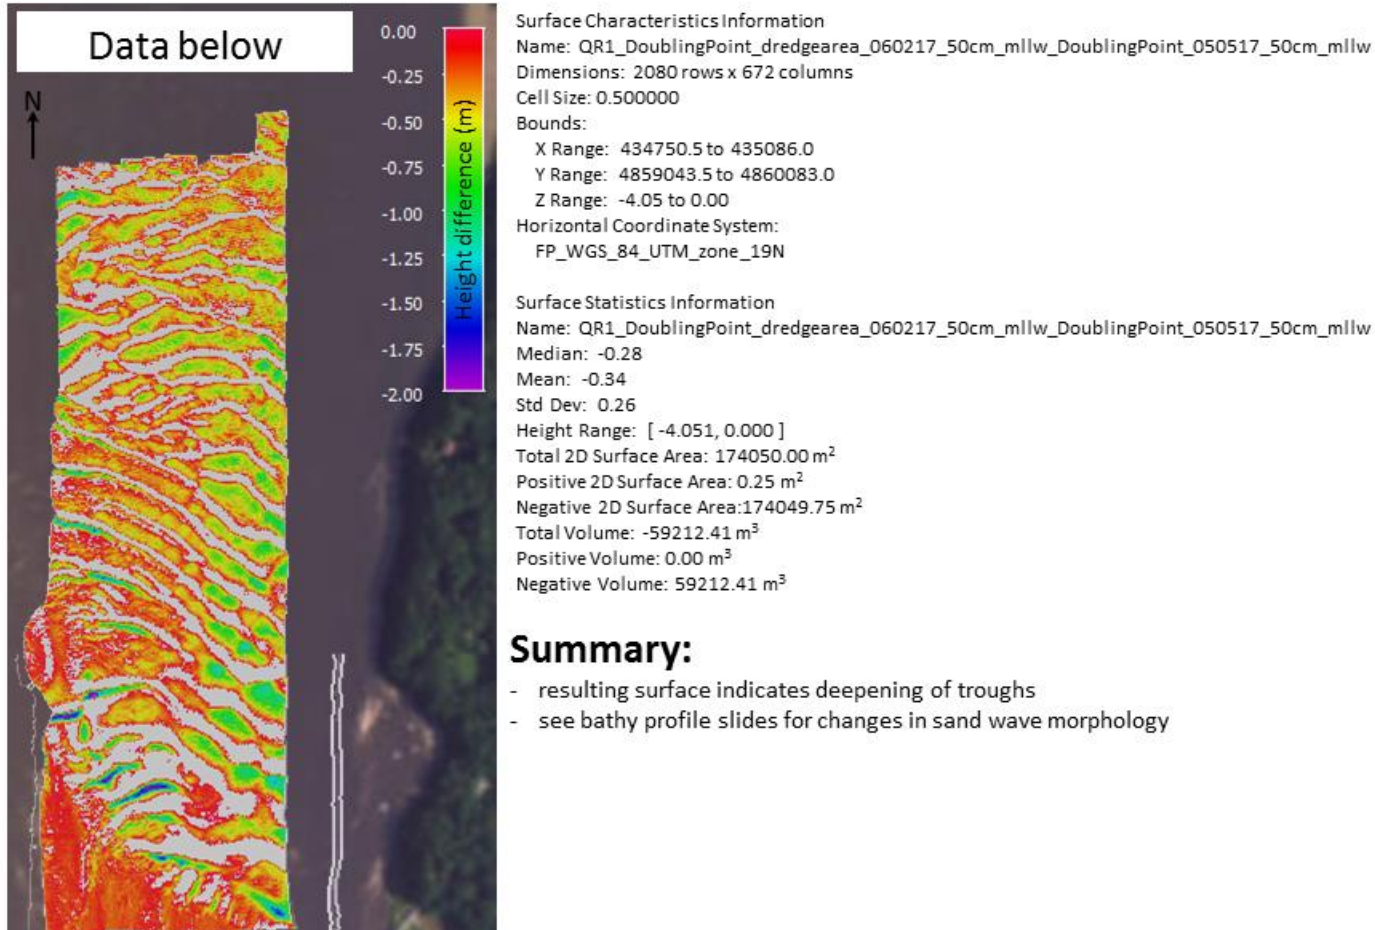 Data below
N
0.00
-0.25
-0.50
-0.75
-1.00
-1.25
-1.50
-1.75
-2.00
Height difference (m)
Surface Characteristics Information
Name: QR1_DoublingPoint_dredgearea_060217_50cm_mllw_DoublingPoint_050517_50cm_mllw
Dimensions: 2080 rows x 672 columns
Cell Size: 0.500000
Bounds:
X Range: 434750.5 to 435086.0
Y Range: 4859043.5 to 4860083.0
Z Range: -4.05 to 0.00
Horizontal Coordinate System:
FP_WGS_84_UTM_zone_19N
Surface Statistics Information
Name: QR1_DoublingPoint_dredgearea_060217_50cm_mllw_DoublingPoint_050517_50cm_mllw
Median: -0.28
Mean: -0.34
Std Dev: 0.26
Height Range: [ -4.051, 0.000 ]
Total 2D Surface Area: 174050.00 m²
Positive 2D Surface Area: 0.25 m²
Negative 2D Surface Area:174049.75 m²
Total Volume: -59212.41 m³
Positive Volume: 0.00 m³
Negative Volume: 59212.41 m³
Summary:
- resulting surface indicates deepening of troughs
- see bathy profile slides for changes in sand wave morphology